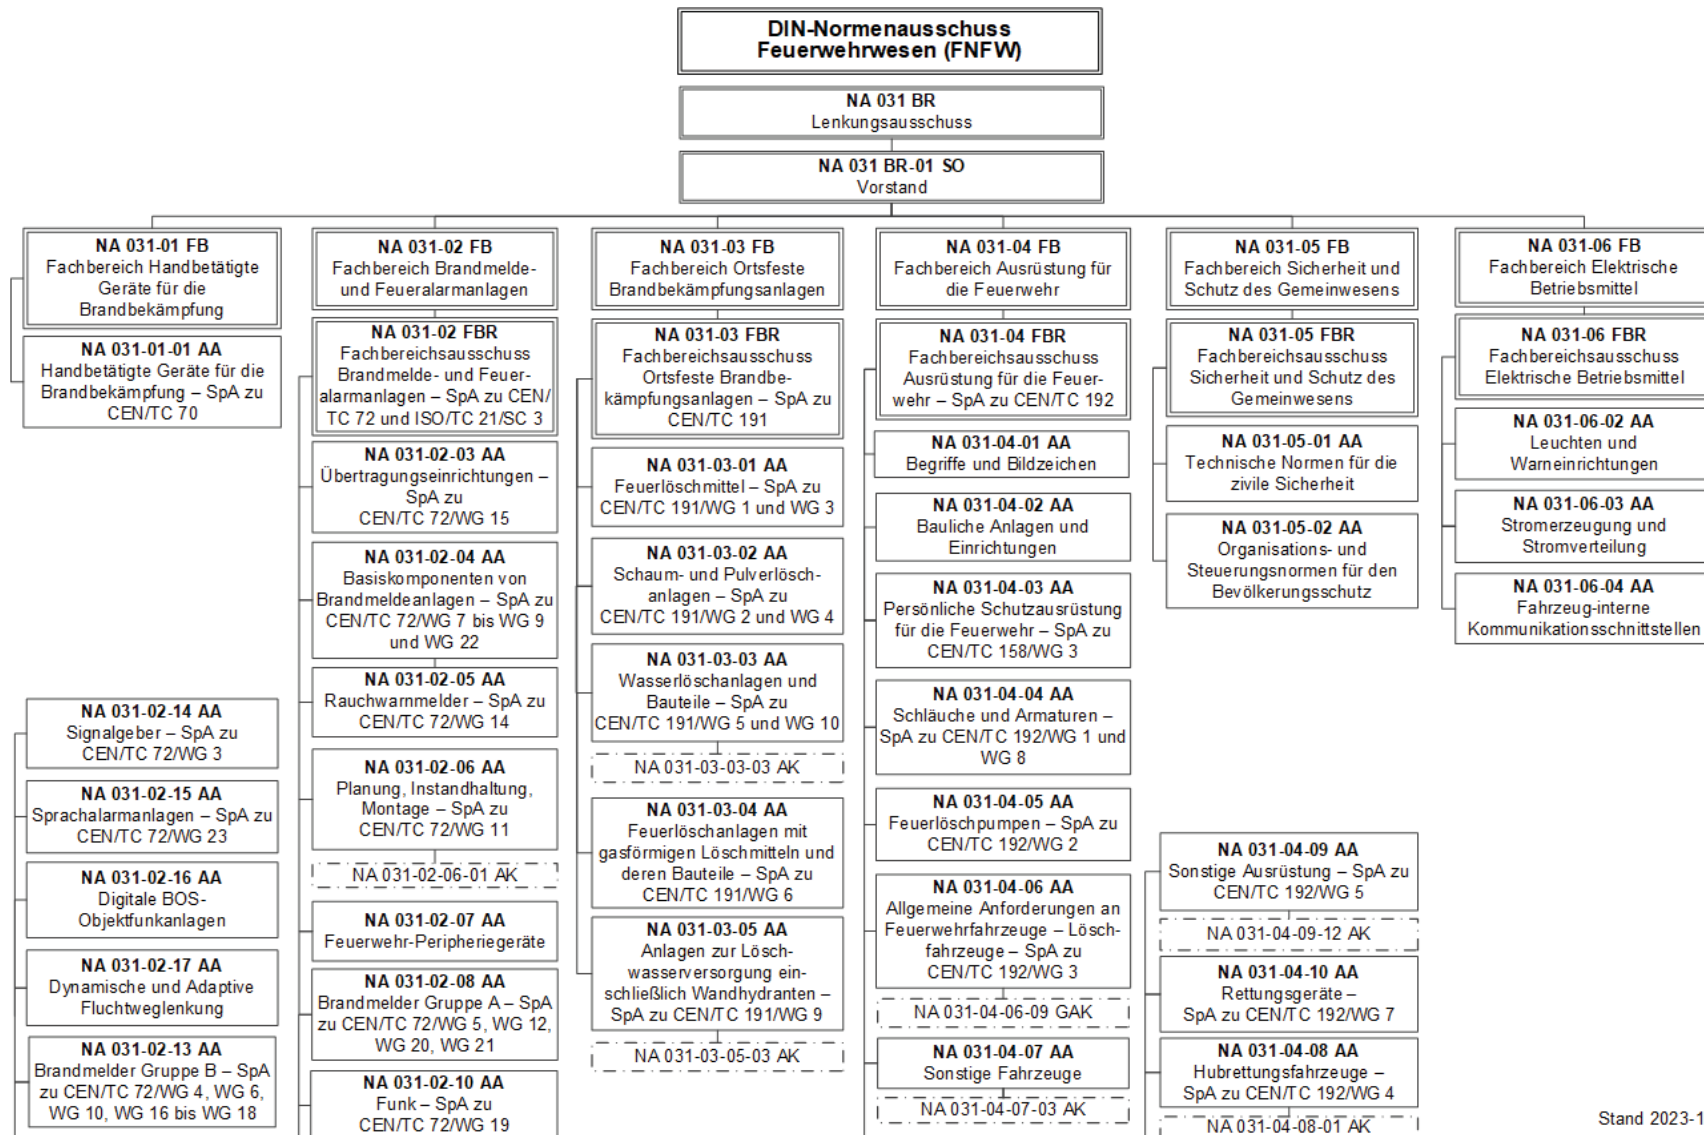 DIN-Normenausschuss
Feuerwehrwesen (FNFW)
NA 031 BR
Lenkungsausschuss
NA 031 BR-01 SO
Vorstand
NA 031-01 FB
Fachbereich Handbetätigte
Geräte für die
Brandbekämpfung
NA 031-01-01 AA
Handbetätigte Geräte für die
Brandbekämpfung – SpA zu
CEN/TC 70
NA 031-02-14 AA
Signalgeber – SpA zu
CEN/TC 72/WG 3
NA 031-02-15 AA
Sprachalarmanlagen – SpA zu
CEN/TC 72/WG 23
NA 031-02-16 AA
Digitale BOS-
Objektfunkanlagen
NA 031-02-17 AA
Dynamische und Adaptive
Fluchtweglenkung
NA 031-02-13 AA
Brandmelder Gruppe B – SpA
zu CEN/TC 72/WG 4, WG 6,
WG 10, WG 16 bis WG 18
NA 031-02 FB
Fachbereich Brandmelde-
und Feueralarmanlagen
NA 031-02 FBR
Fachbereichsausschuss
Brandmelde- und Feuer-
alarmanlagen – SpA zu CEN/
TC 72 und ISO/TC 21/SC 3
NA 031-02-03 AA
Übertragungseinrichtungen –
SpA zu
CEN/TC 72/WG 15
NA 031-02-04 AA
Basiskomponenten von
Brandmeldeanlagen – SpA zu
CEN/TC 72/WG 7 bis WG 9
und WG 22
NA 031-02-05 AA
Rauchwarnmelder – SpA zu
CEN/TC 72/WG 14
NA 031-02-06 AA
Planung, Instandhaltung,
Montage – SpA zu
CEN/TC 72/WG 11
NA 031-02-06-01 AK
NA 031-02-07 AA
Feuerwehr-Peripheriegeräte
NA 031-02-08 AA
Brandmelder Gruppe A – SpA
zu CEN/TC 72/WG 5, WG 12,
WG 20, WG 21
NA 031-02-10 AA
Funk – SpA zu
CEN/TC 72/WG 19
NA 031-03 FB
Fachbereich Ortsfeste
Brandbekämpfungsanlagen
NA 031-03 FBR
Fachbereichsausschuss
Ortsfeste Brandbe-
kämpfungsanlagen – SpA zu
CEN/TC 191
NA 031-03-01 AA
Feuerlöschmittel – SpA zu
CEN/TC 191/WG 1 und WG 3
NA 031-03-02 AA
Schaum- und Pulverlösch-
anlagen – SpA zu
CEN/TC 191/WG 2 und WG 4
NA 031-03-03 AA
Wasserlöschanlagen und
Bauteile – SpA zu
CEN/TC 191/WG 5 und WG 10
NA 031-03-03-03 AK
NA 031-03-04 AA
Feuerlöschanlagen mit
gasförmigen Löschmitteln und
deren Bauteile – SpA zu
CEN/TC 191/WG 6
NA 031-03-05 AA
Anlagen zur Lösch-
wasserversorgung ein-
schließlich Wandhydranten –
SpA zu CEN/TC 191/WG 9
NA 031-03-05-03 AK
NA 031-04 FB
Fachbereich Ausrüstung für
die Feuerwehr
NA 031-04 FBR
Fachbereichsausschuss
Ausrüstung für die Feuer-
wehr – SpA zu CEN/TC 192
NA 031-04-01 AA
Begriffe und Bildzeichen
NA 031-04-02 AA
Bauliche Anlagen und
Einrichtungen
NA 031-04-03 AA
Persönliche Schutzausrüstung
für die Feuerwehr – SpA zu
CEN/TC 158/WG 3
NA 031-04-04 AA
Schläuche und Armaturen –
SpA zu CEN/TC 192/WG 1 und
WG 8
NA 031-04-05 AA
Feuerlöschpumpen – SpA zu
CEN/TC 192/WG 2
NA 031-04-06 AA
Allgemeine Anforderungen an
Feuerwehrfahrzeuge – Lösch-
fahrzeuge – SpA zu
CEN/TC 192/WG 3
NA 031-04-06-09 GAK
NA 031-04-07 AA
Sonstige Fahrzeuge
NA 031-04-07-03 AK
NA 031-05 FB
Fachbereich Sicherheit und
Schutz des Gemeinwesens
NA 031-05 FBR
Fachbereichsausschuss
Sicherheit und Schutz des
Gemeinwesens
NA 031-05-01 AA
Technische Normen für die
zivile Sicherheit
NA 031-05-02 AA
Organisations- und
Steuerungsnormen für den
Bevölkerungsschutz
NA 031-04-09 AA
Sonstige Ausrüstung – SpA zu
CEN/TC 192/WG 5
NA 031-04-09-12 AK
NA 031-04-10 AA
Rettungsgeräte –
SpA zu CEN/TC 192/WG 7
NA 031-04-08 AA
Hubrettungsfahrzeuge –
SpA zu CEN/TC 192/WG 4
NA 031-04-08-01 AK
NA 031-06 FB
Fachbereich Elektrische
Betriebsmittel
NA 031-06 FBR
Fachbereichsausschuss
Elektrische Betriebsmittel
NA 031-06-02 AA
Leuchten und
Warneinrichtungen
NA 031-06-03 AA
Stromerzeugung und
Stromverteilung
NA 031-06-04 AA
Fahrzeug-interne
Kommunikationsschnittstellen
Stand 2023-1